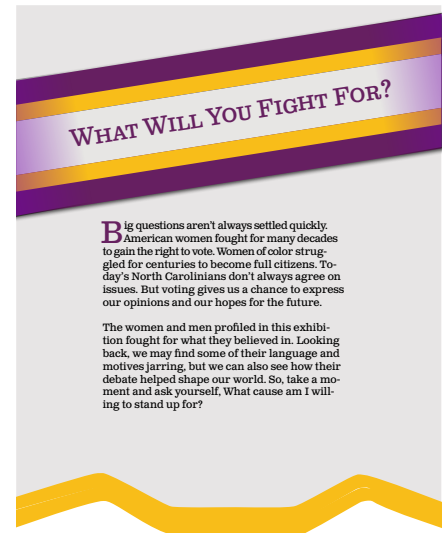 What Will You Fight For?
Big questions aren't always settled quickly.
American women fought for many decades
to gain the right to vote. Women of color strug-
gled for centuries to become full citizens. To-
day's North Carolinians don't always agree on
issues. But voting gives us a chance to express
our opinions and our hopes for the future.
The women and men profiled in this exhibi-
tion fought for what they believed in. Looking
back, we may find some of their language and
motives jarring, but we can also see how their
debate helped shape our world. So, take a mo-
ment and ask yourself, What cause am I will-
ing to stand up for?